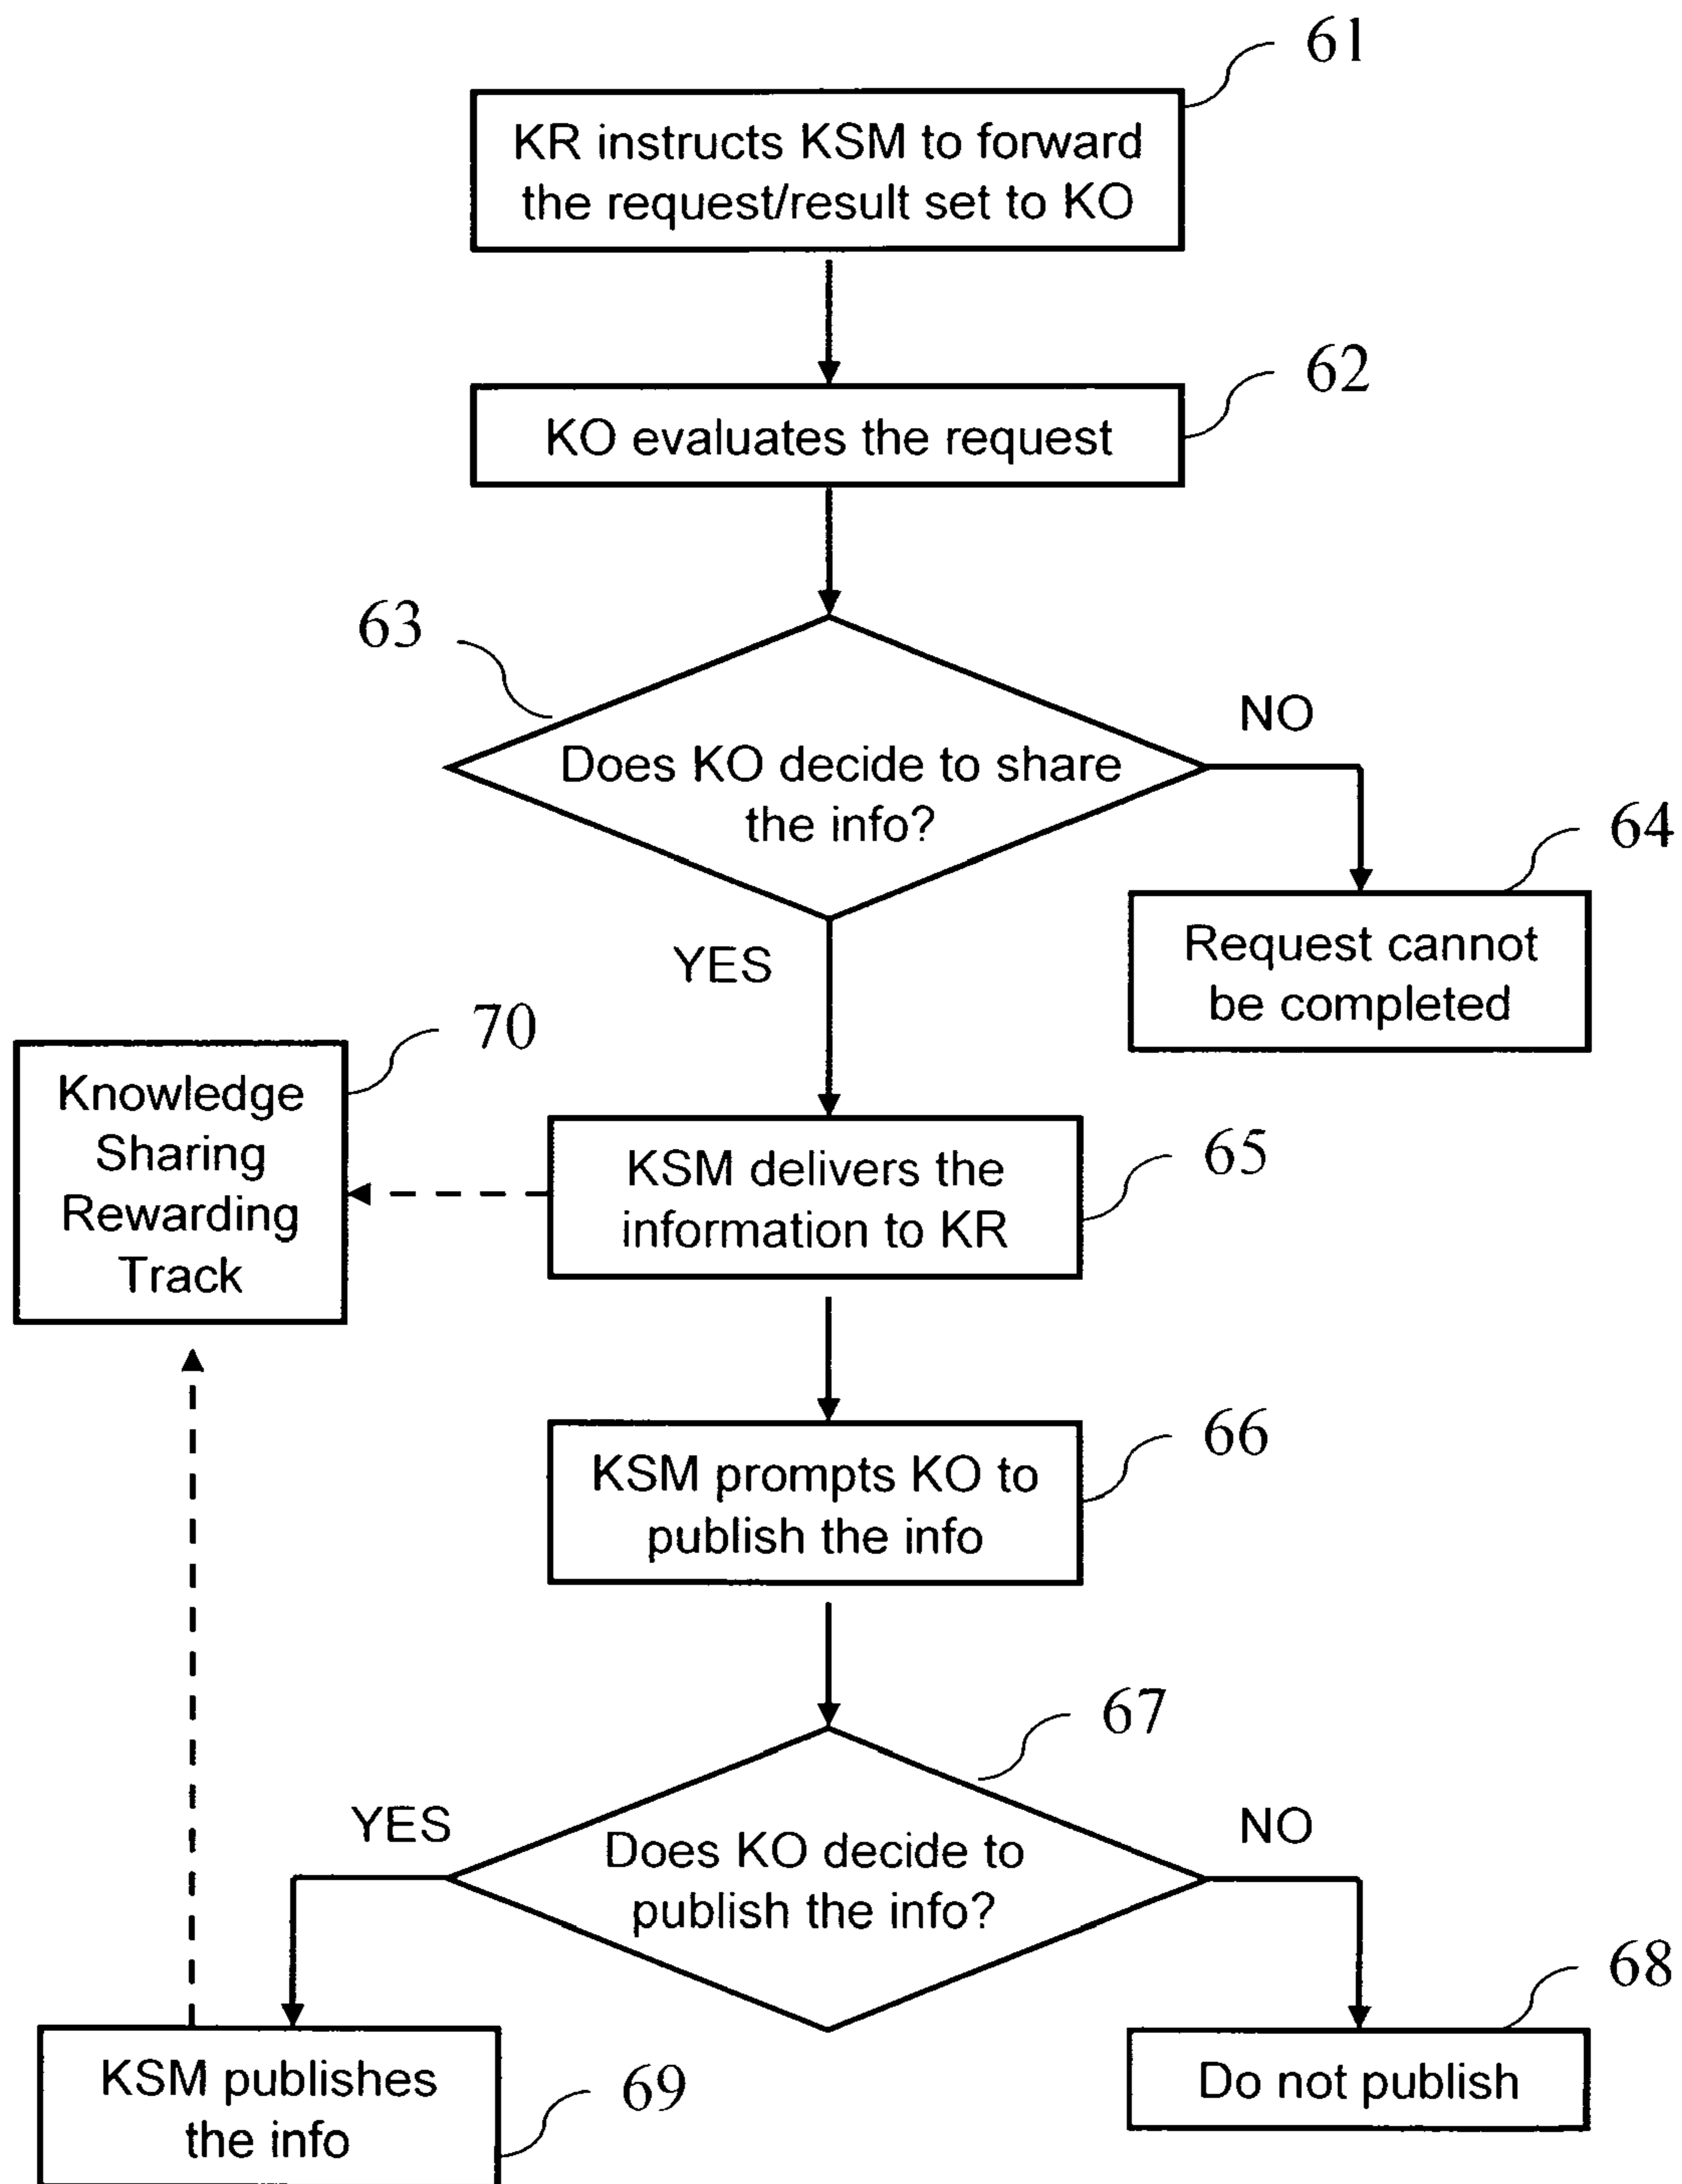 61
KR instructs KSM to forward
the request/result set to KO
62
KO evaluates the request
63
Does KO decide to share
the info?
NO
64
Request cannot
be completed
YES
70
Knowledge
Sharing
Rewarding
Track
65
KSM delivers the
information to KR
66
KSM prompts KO to
publish the info
67
Does KO decide to
publish the info?
YES
NO
68
Do not publish
69
KSM publishes
the info